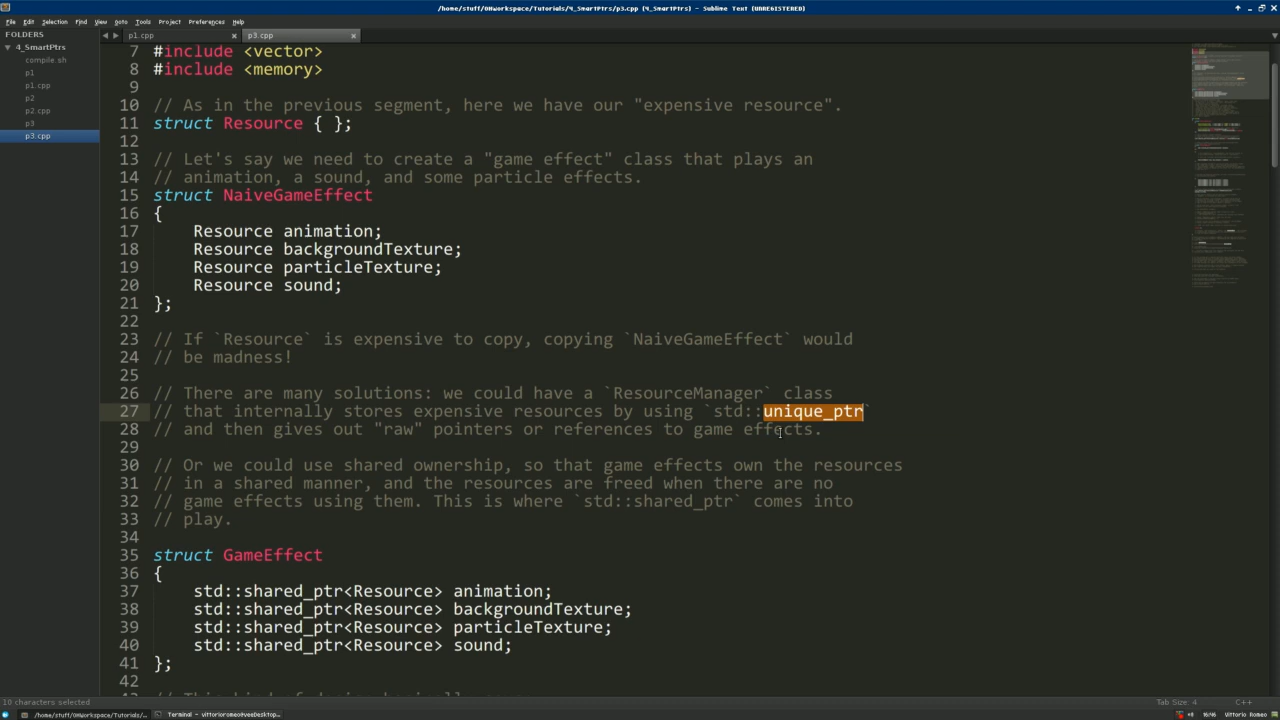 /home/stuff/OHWorkspace/Tutorials/4_SmartPtrs/p3.cpp (4_SmartPtrs) - Sublime Text (UNREGISTERED)
File Edit Selection Find View Goto Tools Project Preferences Help
FOLDERS
4_SmartPtrs
compile.sh
p1
p1.cpp
p2
p2.cpp
p3
p3.cpp
p1.cpp
p3.cpp
7 #include <vector>
8 #include <memory>
9
10 // As in the previous segment, here we have our "expensive resource".
11 struct Resource { };
12
13 // Let's say we need to create a "game effect" class that plays an
14 // animation, a sound, and some particle effects.
15 struct NaiveGameEffect
16 {
17 Resource animation;
18 Resource backgroundTexture;
19 Resource particleTexture;
20 Resource sound;
21 };
22
23 // If `Resource` is expensive to copy, copying `NaiveGameEffect` would
24 // be madness!
25
26 // There are many solutions: we could have a `ResourceManager` class
27 // that internally stores expensive resources by using `std::unique_ptr`
28 // and then gives out "raw" pointers or references to game effects.
29
30 // Or we could use shared ownership, so that game effects own the resources
31 // in a shared manner, and the resources are freed when there are no
32 // game effects using them. This is where `std::shared_ptr` comes into
33 // play.
34
35 struct GameEffect
36 {
37 std::shared_ptr<Resource> animation;
38 std::shared_ptr<Resource> backgroundTexture;
39 std::shared_ptr<Resource> particleTexture;
40 std::shared_ptr<Resource> sound;
41 };
42
10 characters selected
Tab Size: 4 C++
/home/stuff/OHWorkspace/Tutorials/... Terminal - vittorioromeo@veeDesktop... 16:46 Vittorio Romeo